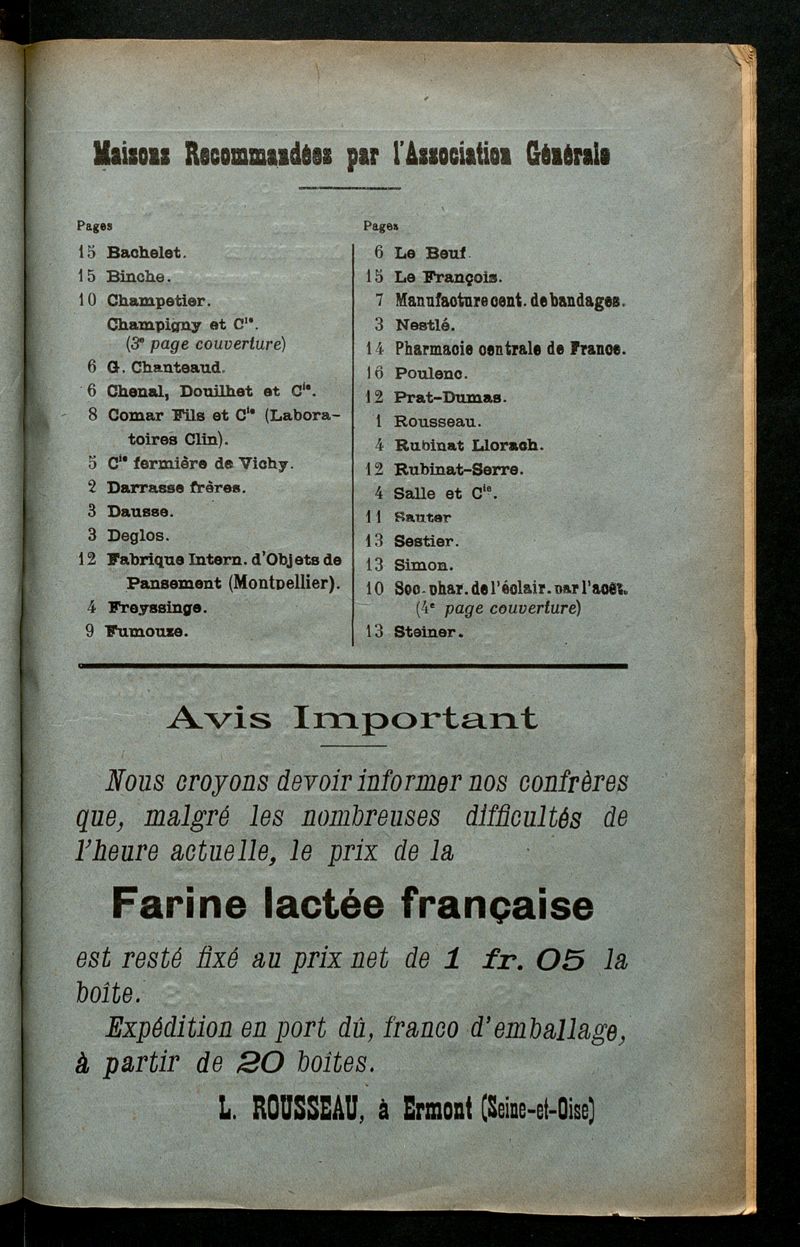 Maisons Recommandées par l'Association Générale
Pages
15 Bachelet.
15 Binche.
10 Champetier.
Champigny et Cie.
(3e page couverture)
6 G. Chanteaud.
6 Chenal, Douilhet et Cie.
8 Comar Fils et Cie (Labora-
toires Clin).
5 Cie fermière de Vichy.
2 Darrasse frères.
3 Dausse.
3 Deglos.
12 Fabrique Intern. d'Objets de
Pansement (Montpellier).
4 Freyssinge.
9 Fumouze.
Pages
6 Le Beuf.
15 Le François.
7 Manufacture cent. de bandages.
3 Nestlé.
14 Pharmacie centrale de France.
16 Poulenc.
12 Prat-Dumas.
1 Rousseau.
4 Rubinat Llorach.
12 Rubinat-Serre.
4 Salle et Cie.
11 Sauter
13 Sestier.
13 Simon.
10 Soc. phar. de l'éclair. par l'acét.
(4e page couverture)
13 Steiner.
Avis Important
Nous croyons devoir informer nos confrères
que, malgré les nombreuses difficultés de
l'heure actuelle, le prix de la
Farine lactée française
est resté fixé au prix net de 1 fr. 05 la
boîte.
Expédition en port dû, franco d'emballage,
à partir de 20 boîtes.
L. ROUSSEAU, à Ermont (Seine-et-Oise)